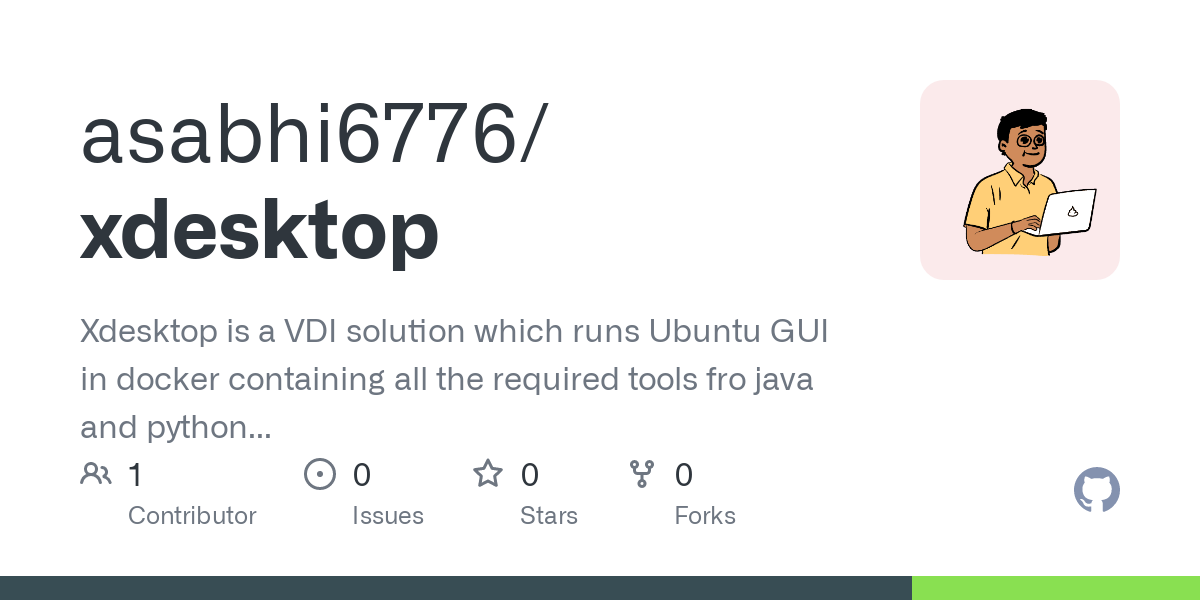 asabhi6776/
xdesktop
Xdesktop is a VDI solution which runs Ubuntu GUI
in docker containing all the required tools fro java
and python...
1 0 0 0
Contributor Issues Stars Forks